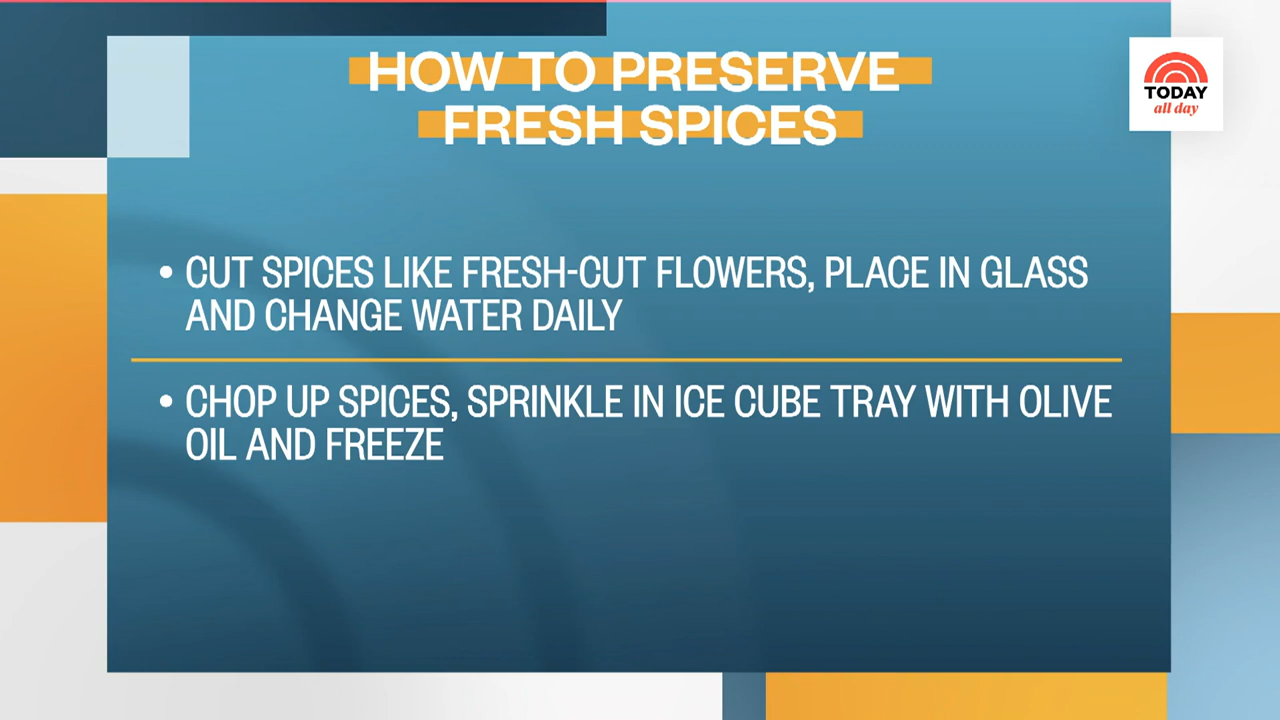 HOW TO PRESERVE
FRESH SPICES
TODAY
all day
• CUT SPICES LIKE FRESH-CUT FLOWERS, PLACE IN GLASS
AND CHANGE WATER DAILY
• CHOP UP SPICES, SPRINKLE IN ICE CUBE TRAY WITH OLIVE
OIL AND FREEZE